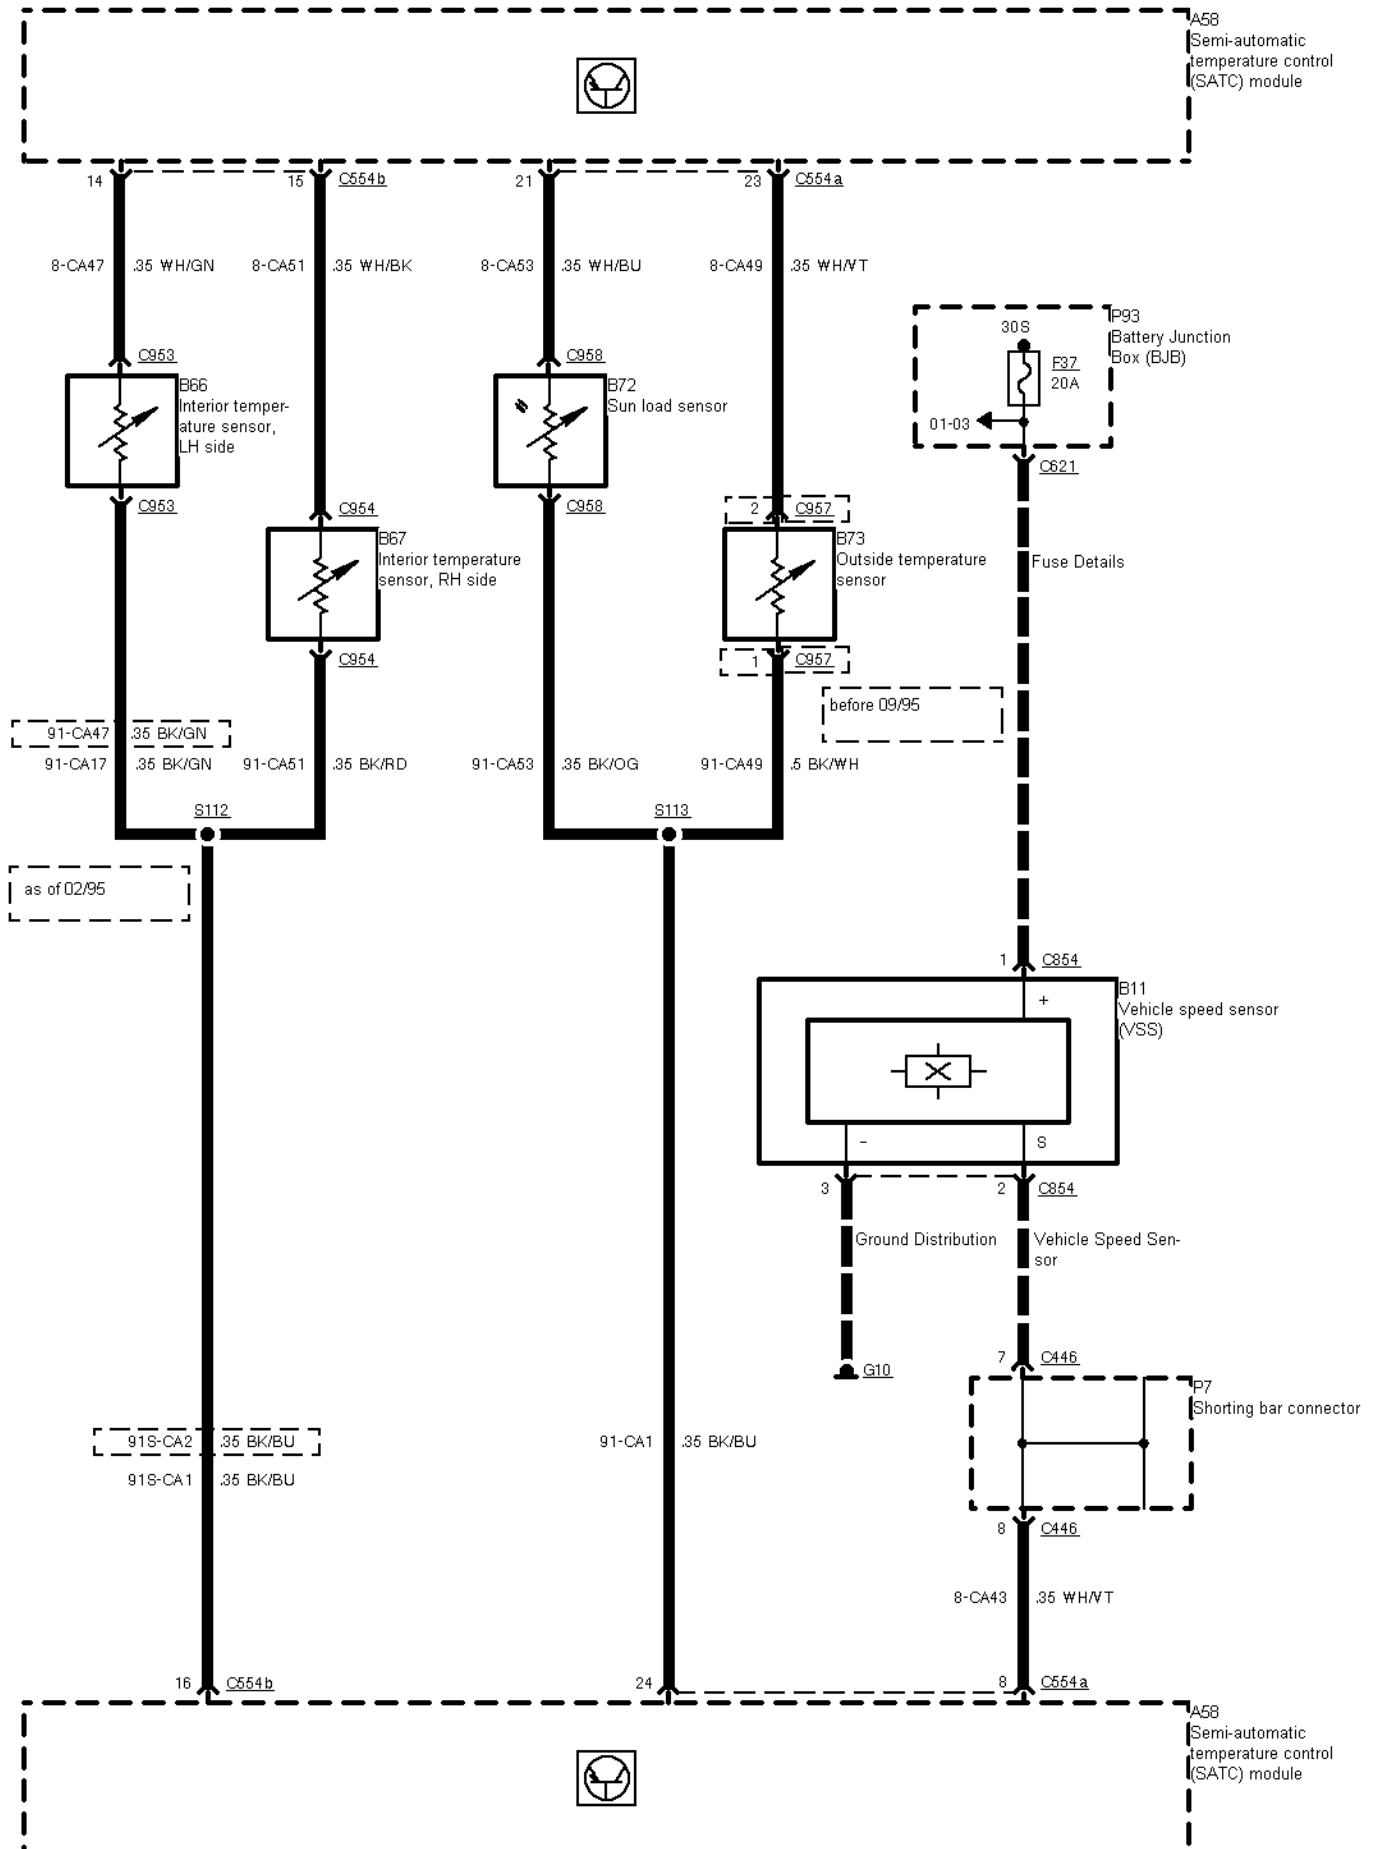 A58
Semi-automatic
temperature control
(SATC) module
14
15
C554b
21
23
C554a
8-CA47
.35 WH/GN
8-CA51
.35 WH/BK
8-CA53
.35 WH/BU
8-CA49
.35 WH/VT
P93
Battery Junction
Box (BJB)
30S
F37
20A
01-03
C621
C953
B66
Interior temper-
ature sensor,
LH side
C953
C958
B72
Sun load sensor
C958
C954
B67
Interior temperature
sensor, RH side
C954
2
C957
B73
Outside temperature
sensor
1
C957
Fuse Details
before 09/95
91-CA47
.35 BK/GN
91-CA17
.35 BK/GN
91-CA51
.35 BK/RD
91-CA53
.35 BK/OG
91-CA49
.5 BK/WH
S112
S113
as of 02/95
1
C854
B11
Vehicle speed sensor
(VSS)
+
-
S
3
2
C854
Ground Distribution
Vehicle Speed Sen-
sor
G10
7
C446
P7
Shorting bar connector
91S-CA2
.35 BK/BU
91S-CA1
.35 BK/BU
91-CA1
.35 BK/BU
8
C446
8-CA43
.35 WH/VT
16
C554b
24
8
C554a
A58
Semi-automatic
temperature control
(SATC) module